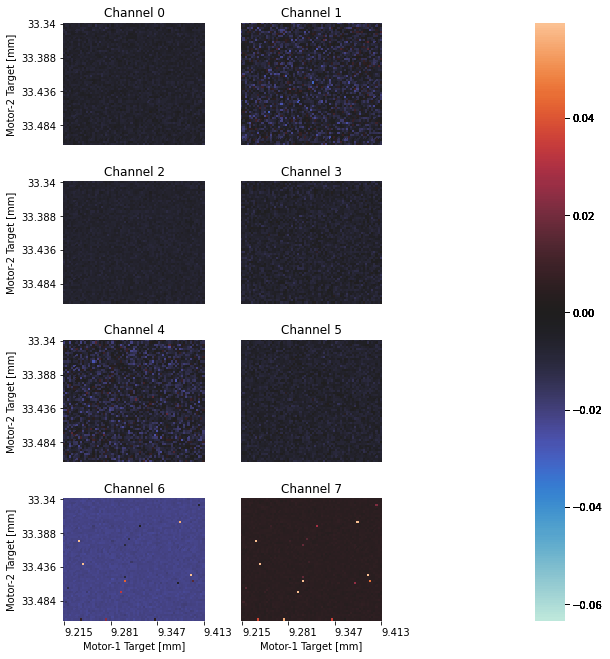 Channel 0
Channel 1
33.34
33.388
33.436
33.484
Motor-2 Target [mm]
Channel 2
Channel 3
33.34
33.388
33.436
33.484
Motor-2 Target [mm]
Channel 4
Channel 5
33.34
33.388
33.436
33.484
Motor-2 Target [mm]
Channel 6
Channel 7
33.34
33.388
33.436
33.484
Motor-2 Target [mm]
9.215 9.281 9.347 9.413
Motor-1 Target [mm]
9.215 9.281 9.347 9.413
Motor-1 Target [mm]
0.04
0.02
0.00
−0.02
−0.04
−0.06